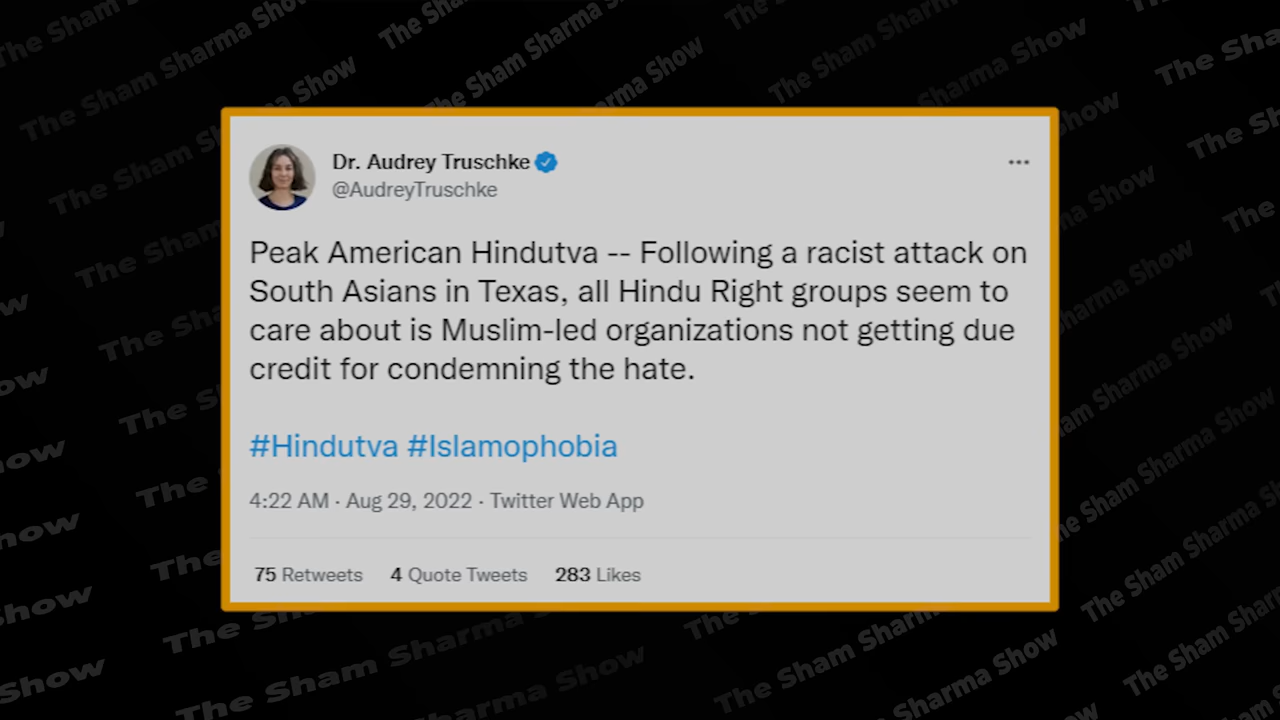 Dr. Audrey Truschke
@AudreyTruschke
Peak American Hindutva -- Following a racist attack on
South Asians in Texas, all Hindu Right groups seem to
care about is Muslim-led organizations not getting due
credit for condemning the hate.
#Hindutva #Islamophobia
4:22 AM · Aug 29, 2022 · Twitter Web App
75 Retweets 4 Quote Tweets 283 Likes
The Sham Sharma Show